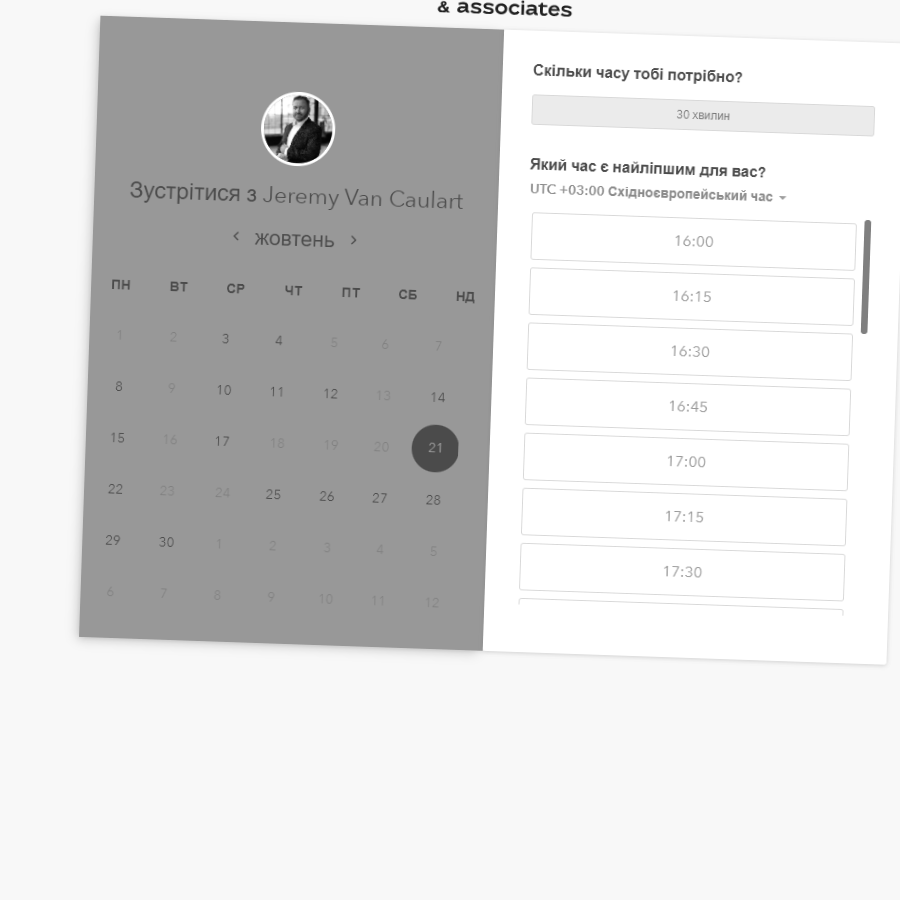 & associates
Зустрітися з Jeremy Van Caulart
жовтень
ПН ВТ СР ЧТ ПТ СБ НД
1 2 3 4 5 6 7
8 9 10 11 12 13 14
15 16 17 18 19 20 21
22 23 24 25 26 27 28
29 30 1 2 3 4 5
6 7 8 9 10 11 12
Скільки часу тобі потрібно?
30 хвилин
Який час є найліпшим для вас?
UTC +03:00 Східноєвропейський час
16:00
16:15
16:30
16:45
17:00
17:15
17:30